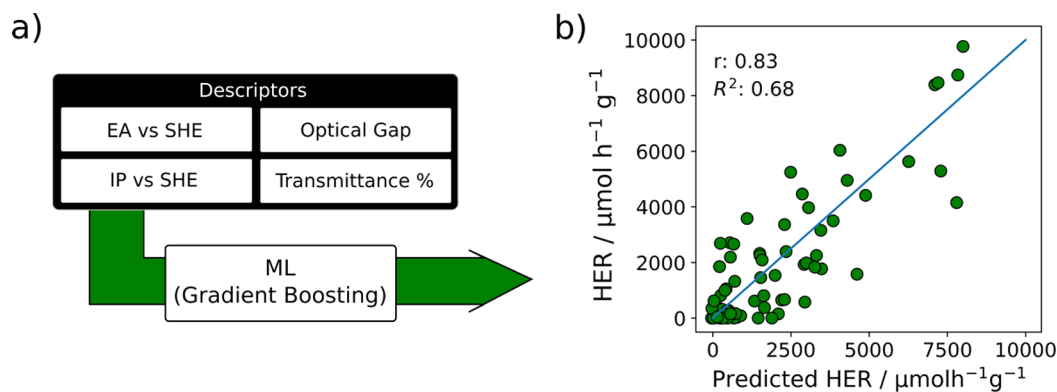 a)
Descriptors
EA vs SHE
Optical Gap
IP vs SHE
Transmittance %
ML
(Gradient Boosting)
b)
r: 0.83
R²: 0.68
HER / μmol h⁻¹ g⁻¹
10000
8000
6000
4000
2000
0
0 2500 5000 7500 10000
Predicted HER / μmolh⁻¹g⁻¹